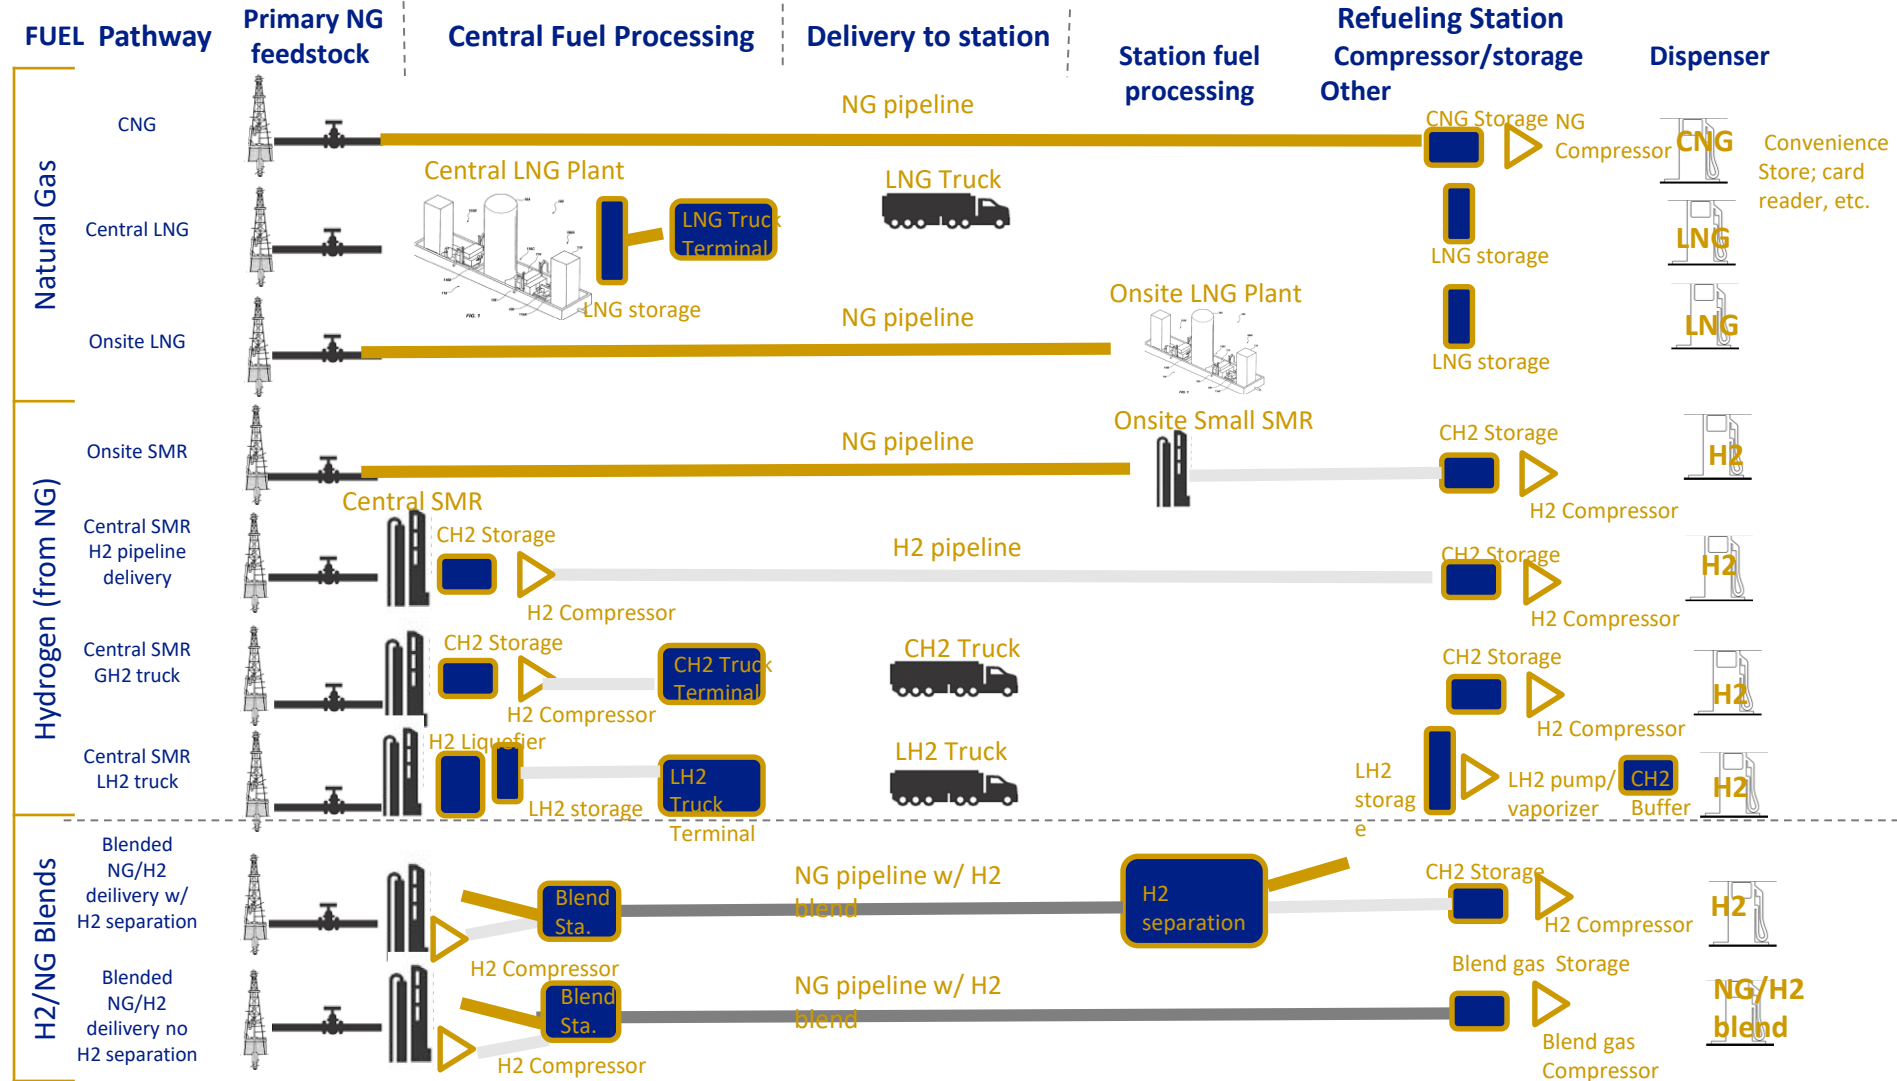 FUEL Pathway
Primary NG
feedstock
Central Fuel Processing
Delivery to station
Refueling Station
Station fuel
processing
Compressor/storage
Other
Dispenser
Natural Gas
CNG
NG pipeline
CNG Storage
NG
Compressor
CNG
Convenience
Store; card
reader, etc.
Central LNG
Central LNG Plant
FIG. 1
LNG storage
LNG Truck
Terminal
LNG Truck
LNG storage
LNG
Onsite LNG
NG pipeline
Onsite LNG Plant
FIG. 1
LNG storage
LNG
Hydrogen (from NG)
Onsite SMR
NG pipeline
Onsite Small SMR
CH2 Storage
H2 Compressor
H2
Central SMR
H2 pipeline
delivery
Central SMR
CH2 Storage
H2 Compressor
H2 pipeline
CH2 Storage
H2 Compressor
H2
Central SMR
GH2 truck
CH2 Storage
H2 Compressor
CH2 Truck
Terminal
CH2 Truck
CH2 Storage
H2 Compressor
H2
Central SMR
LH2 truck
H2 Liquefier
LH2 storage
LH2
Truck
Terminal
LH2 Truck
LH2
storag
e
LH2 pump/
vaporizer
CH2
Buffer
H2
H2/NG Blends
Blended
NG/H2
deilivery w/
H2 separation
H2 Compressor
Blend
Sta.
NG pipeline w/ H2
blend
H2
separation
CH2 Storage
H2 Compressor
H2
Blended
NG/H2
deilivery no
H2 separation
H2 Compressor
Blend
Sta.
NG pipeline w/ H2
blend
Blend gas Storage
Blend gas
Compressor
NG/H2
blend